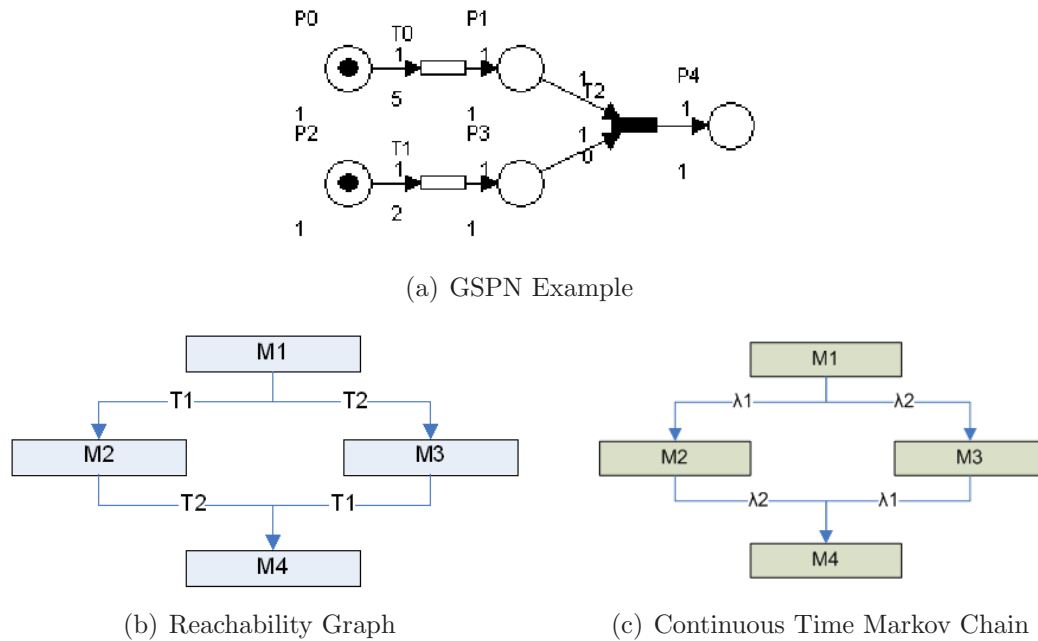 P0 P1
T0
1 1
P4
5
1 1
1
T2
1
P2 P3
T1
1 1
1
0
1
2
1 1
(a) GSPN Example
M1
T1 T2
M2 M3
T2 T1
M4
(b) Reachability Graph
M1
λ1 λ2
M2 M3
λ2 λ1
M4
(c) Continuous Time Markov Chain